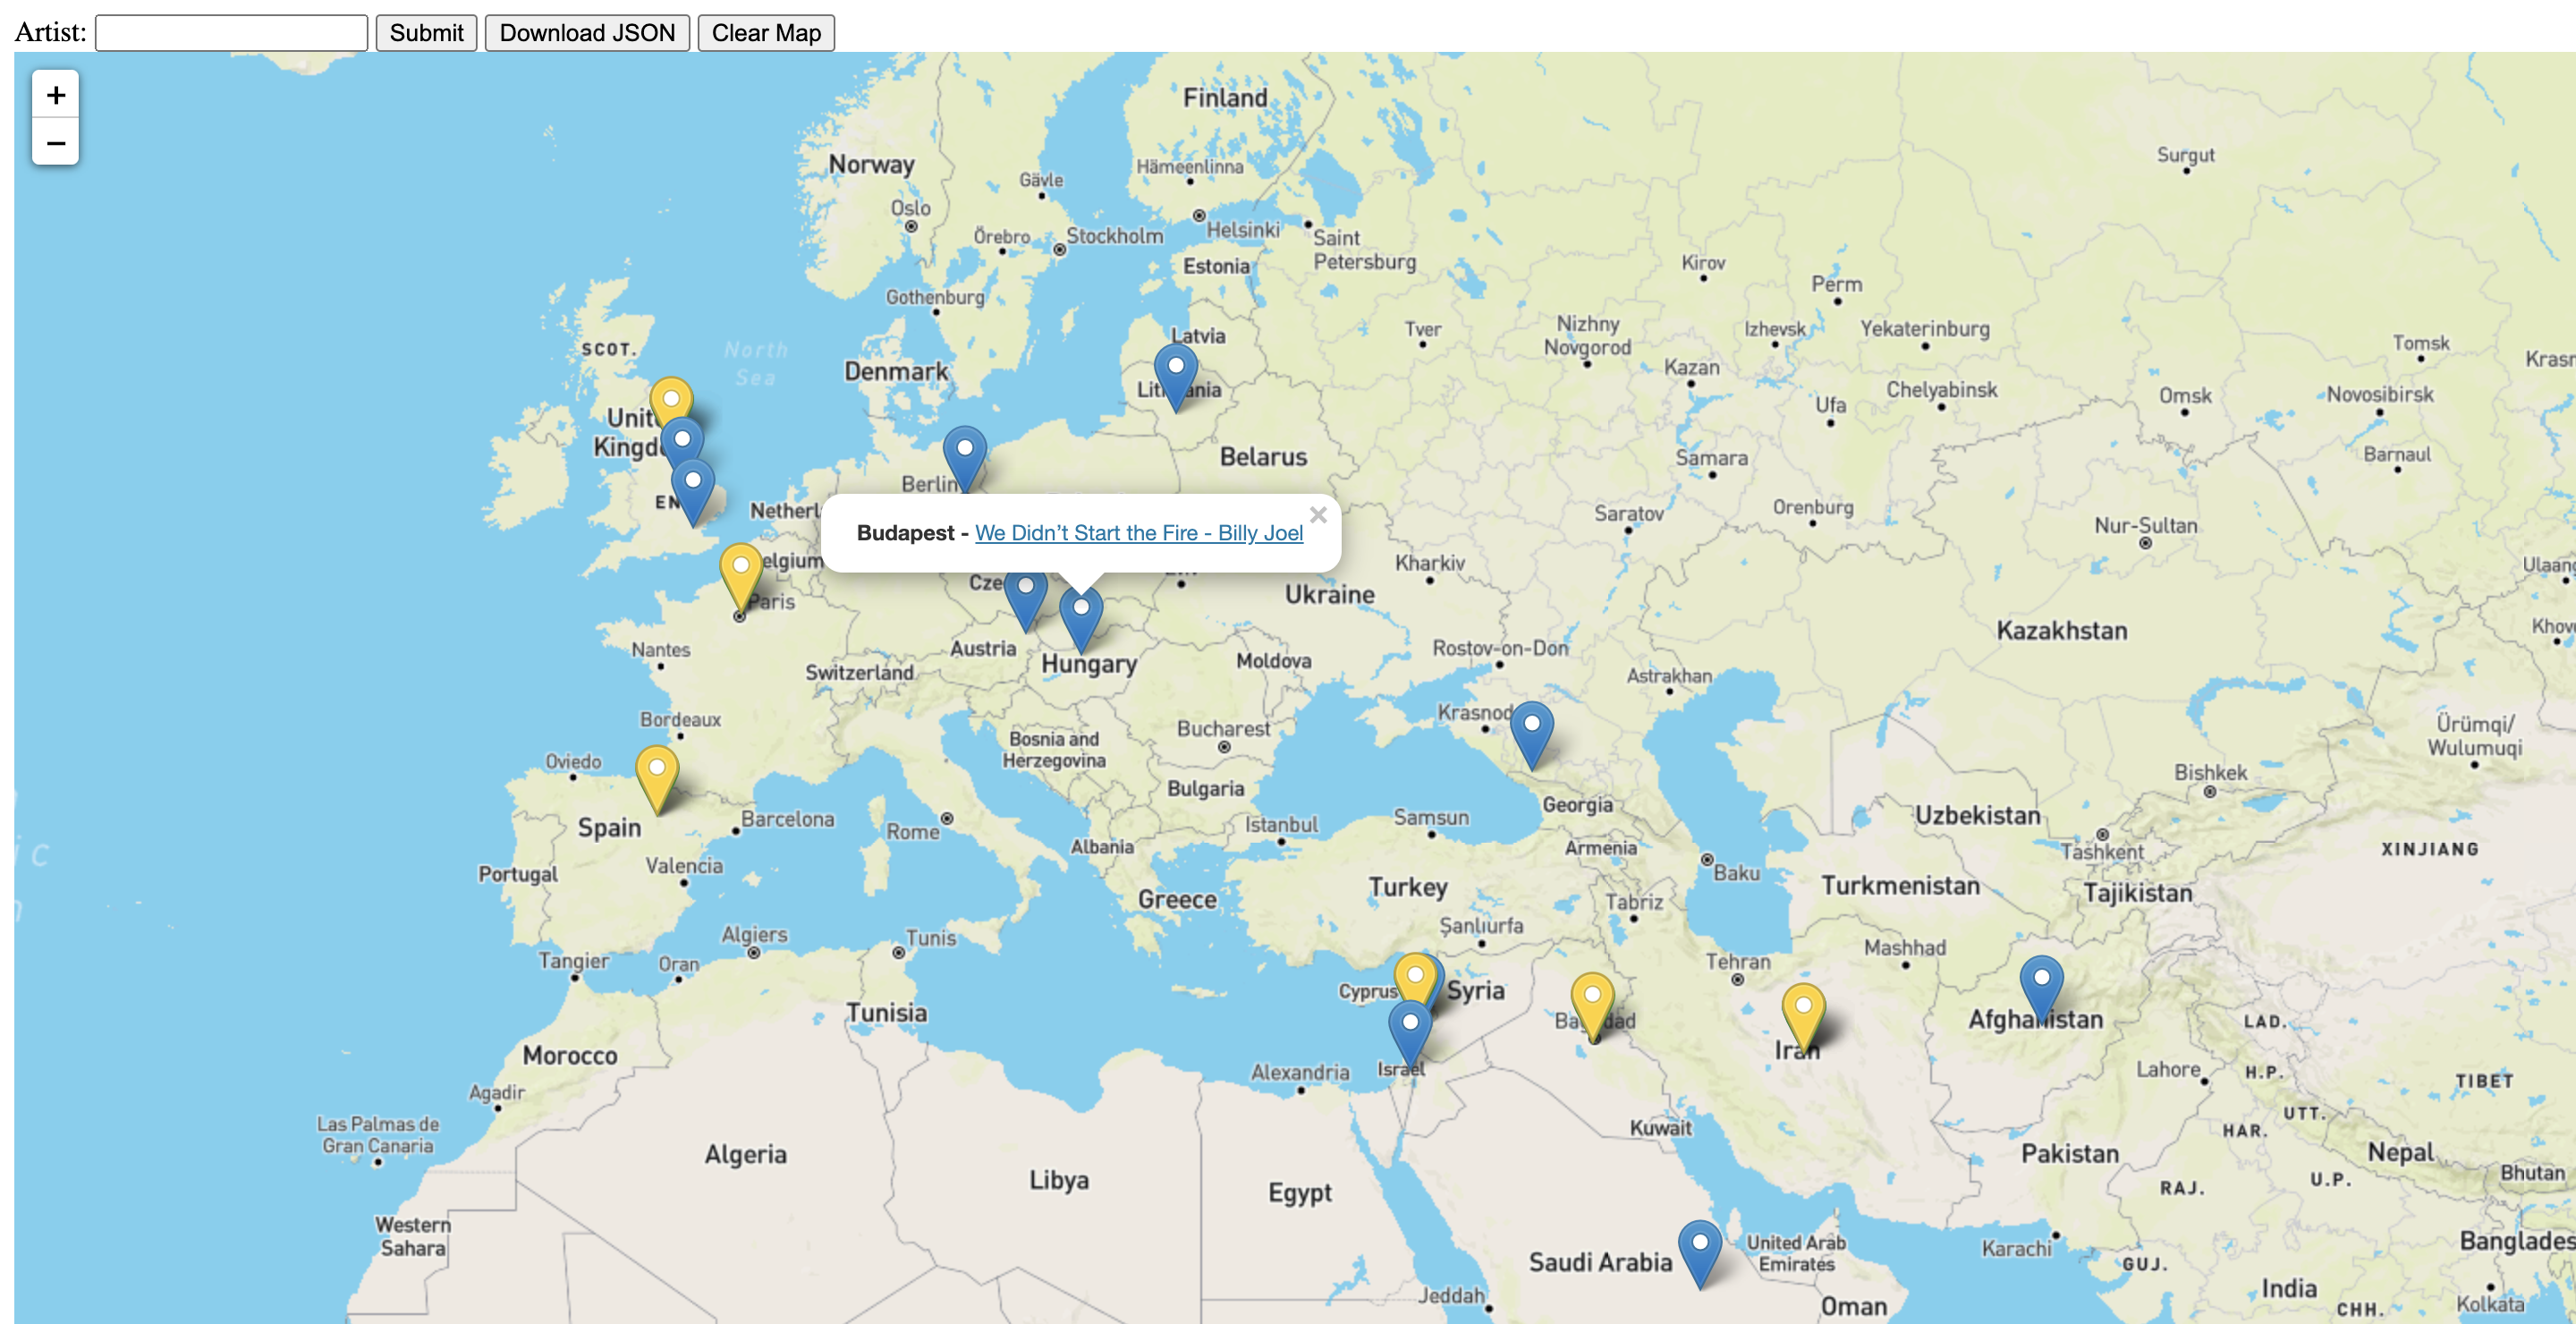 Artist: Submit Download JSON Clear Map
+
−
Finland
Norway
Hämeenlinna
Surgut
Gävle
Oslo
Helsinki
Örebro
Stockholm
Saint
Petersburg
Estonia
Kirov
Perm
Gothenburg
Latvia
Tver
Nizhny
Novgorod
Izhevsk
Yekaterinburg
SCOT.
North
Sea
Tomsk
Krasr
Denmark
Kazan
Chelyabinsk
Omsk
Novosibirsk
Ufa
Belarus
Samara
Barnaul
Berlin
Netherl
Saratov
Orenburg
Nur-Sultan
Budapest - We Didn’t Start the Fire - Billy Joel
×
elgium
Kharkiv
Ulaang
Cze
Ukraine
Paris
Kazakhstan
Khov
Nantes
Austria
Rostov-on-Don
Hungary
Moldova
Switzerland
Astrakhan
Bordeaux
Krasnod
Bucharest
Ürümqi/
Wulumuqi
Bosnia and
Herzegovina
Oviedo
Bishkek
Bulgaria
Georgia
Uzbekistan
Spain
Barcelona
Rome
Istanbul
Samsun
Albania
Armenia
Tashkent
XINJIANG
Valencia
Portugal
Baku
Turkey
Turkmenistan
Tajikistan
Greece
Tabriz
Şanlıurfa
Algiers
Tunis
Mashhad
Tangier
Oran
Tehran
Cyprus
Syria
Tunisia
Afghanistan
LAD.
Iran
Morocco
Alexandria
Israel
Lahore
H.P.
TIBET
Agadir
UTT.
Las Palmas de
Gran Canaria
Kuwait
HAR.
Algeria
Pakistan
Nepal
Libya
Bhutan
Egypt
RAJ.
U.P.
Western
Sahara
United Arab
Emirates
Karachi
Banglades
Saudi Arabia
GUJ.
India
Jeddah
Oman
CHH.
Kolkata